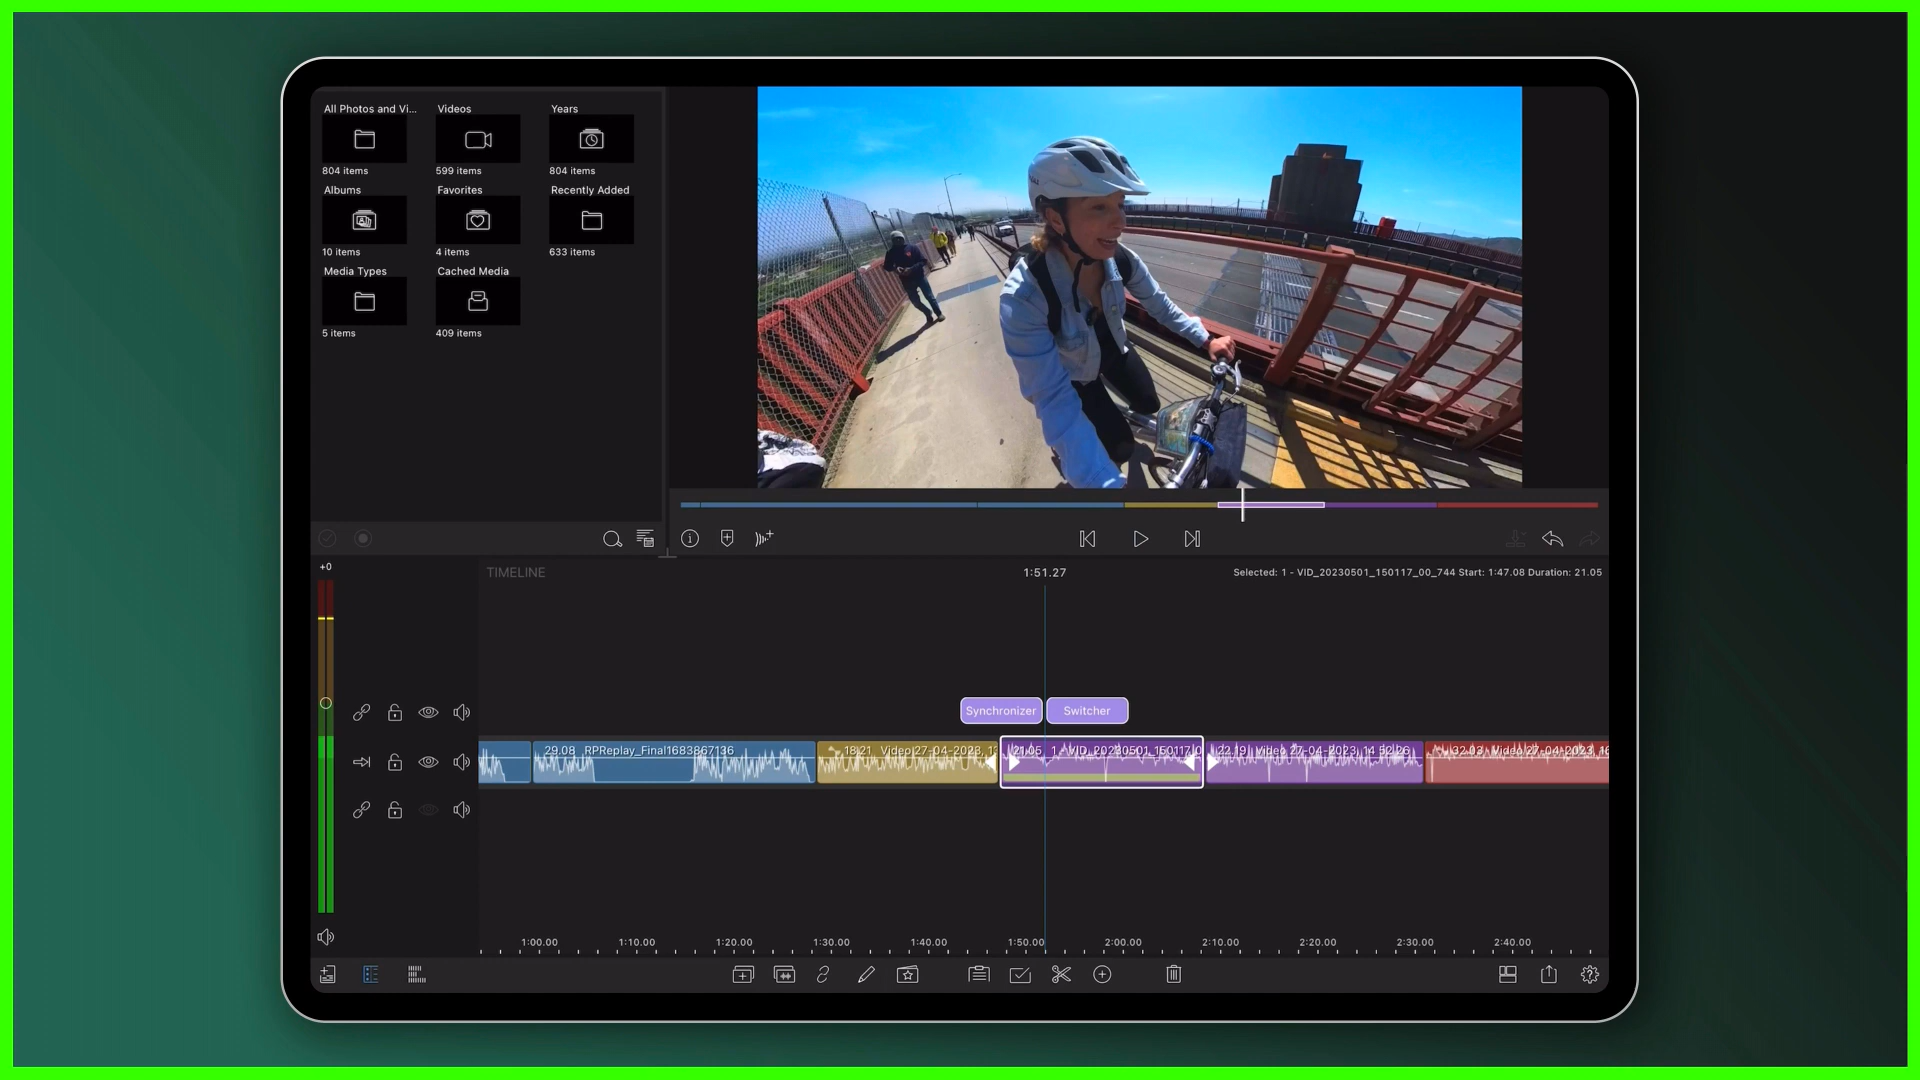 All Photos and Vi...
Videos
Years
804 items
599 items
804 items
Albums
Favorites
Recently Added
10 items
4 items
633 items
Media Types
Cached Media
5 items
409 items
+0
TIMELINE
1:51.27
Selected: 1 - VID_20230501_150117_00_744 Start: 1:47.08 Duration: 21.05
Synchronizer
Switcher
29.08 RPReplay_Final1683867136
18.21 Video 27-04-2023, 1
21.05 1 - VID_20230501_150117_0
22.19 Video 27-04-2023, 14 52 26
32.03 Video 27-04-2023, 16
1:00.00
1:10.00
1:20.00
1:30.00
1:40.00
1:50.00
2:00.00
2:10.00
2:20.00
2:30.00
2:40.00